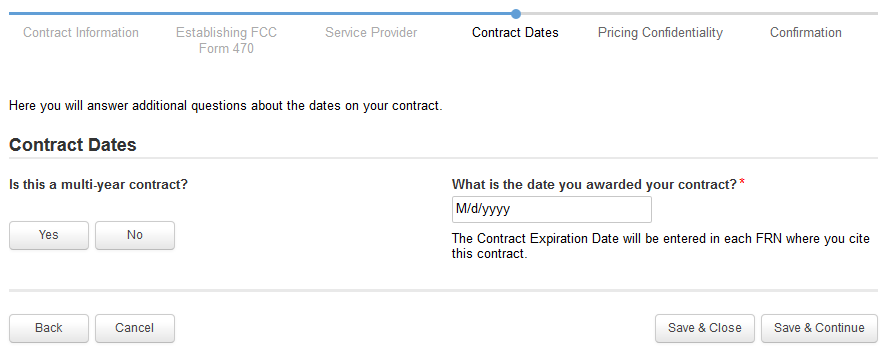 Contract Information
Establishing FCC
Form 470
Service Provider
Contract Dates
Pricing Confidentiality
Confirmation
Here you will answer additional questions about the dates on your contract.
Contract Dates
Is this a multi-year contract?
Yes
No
What is the date you awarded your contract?*
M/d/yyyy
The Contract Expiration Date will be entered in each FRN where you cite
this contract.
Back
Cancel
Save & Close
Save & Continue